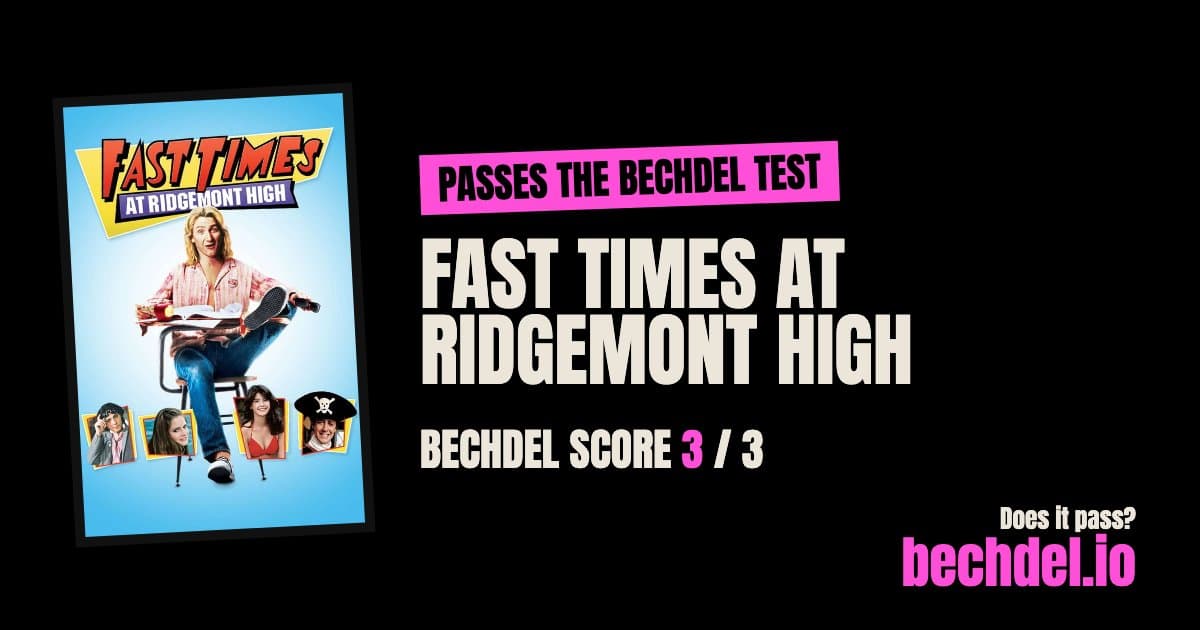 FAST TIMES
AT RIDGEMONT HIGH
PASSES THE BECHDEL TEST
FAST TIMES AT
RIDGEMONT HIGH
BECHDEL SCORE 3 / 3
Does it pass?
bechdel.io